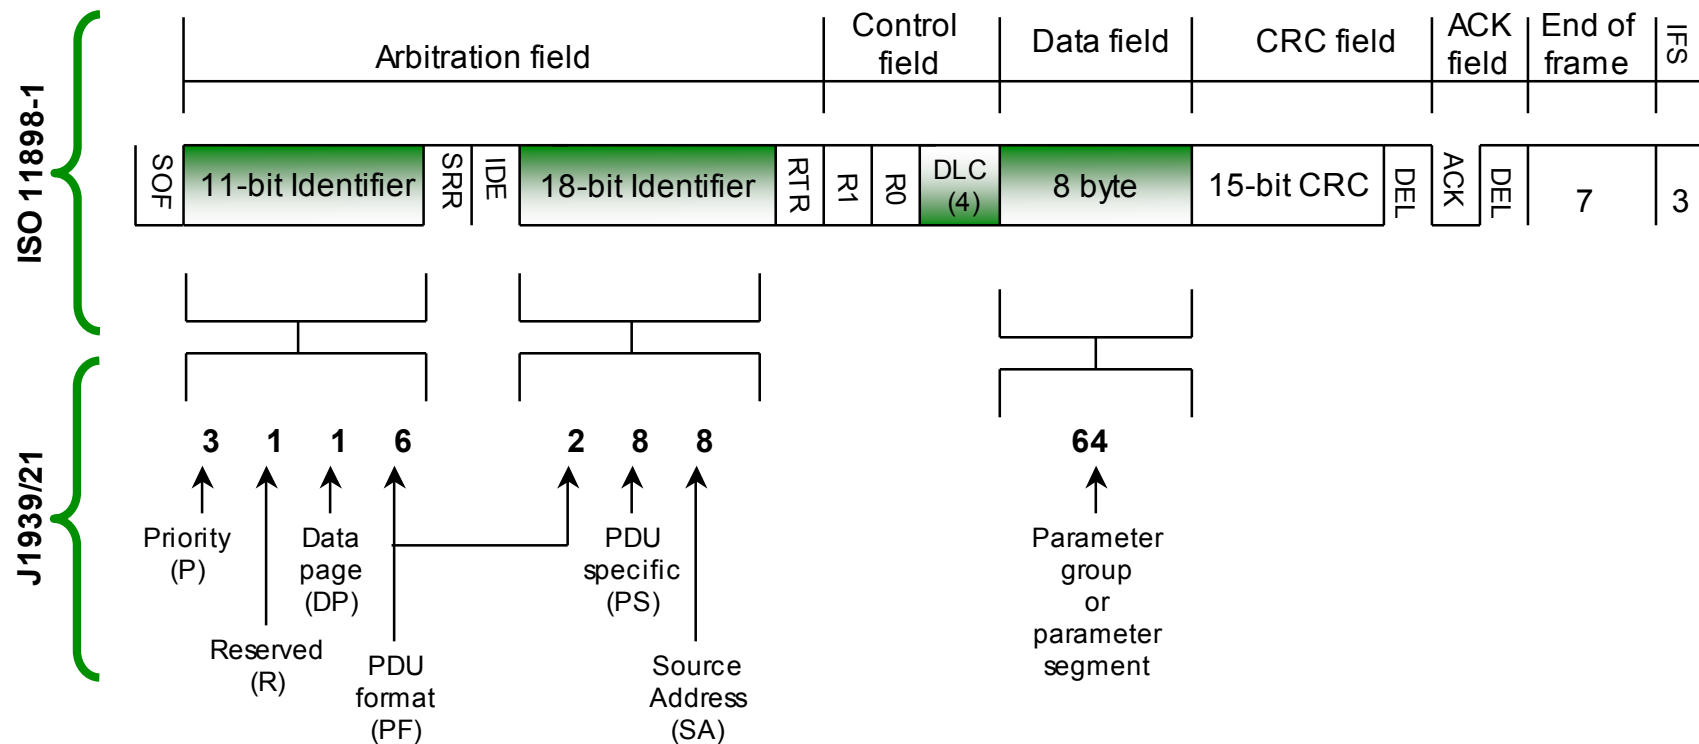 ISO 11898-1
Arbitration field
Control
field
Data field
CRC field
ACK
field
End of
frame
IFS
SOF
11-bit Identifier
SRR
IDE
18-bit Identifier
RTR
R1
R0
DLC
(4)
8 byte
15-bit CRC
DEL
ACK
DEL
7
3
J1939/21
3 1 1 6 2 8 8 64
Priority
(P)
Reserved
(R)
Data
page
(DP)
PDU
format
(PF)
PDU
specific
(PS)
Source
Address
(SA)
Parameter
group
or
parameter
segment